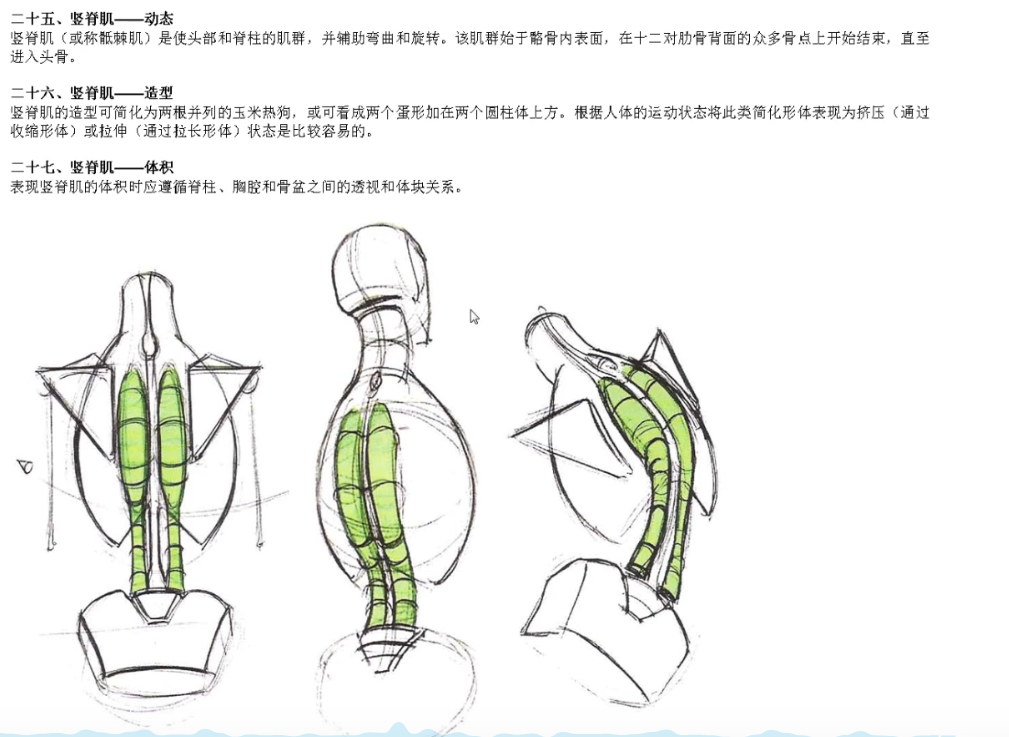 二十五、竖脊肌——动态
竖脊肌（或称骶棘肌）是使头部和脊柱的肌群，并辅助弯曲和旋转。该肌群始于髂骨内表面，在十二对肋骨背面的众多骨点上开始结束，直至
进入头骨。
二十六、竖脊肌——造型
竖脊肌的造型可简化为两根并列的玉米热狗，或可看成两个蛋形加在两个圆柱体上方。根据人体的运动状态将此类简化形体表现为挤压（通过
收缩形体）或拉伸（通过拉长形体）状态是比较容易的。
二十七、竖脊肌——体积
表现竖脊肌的体积时应遵循脊柱、胸腔和骨盆之间的透视和体块关系。